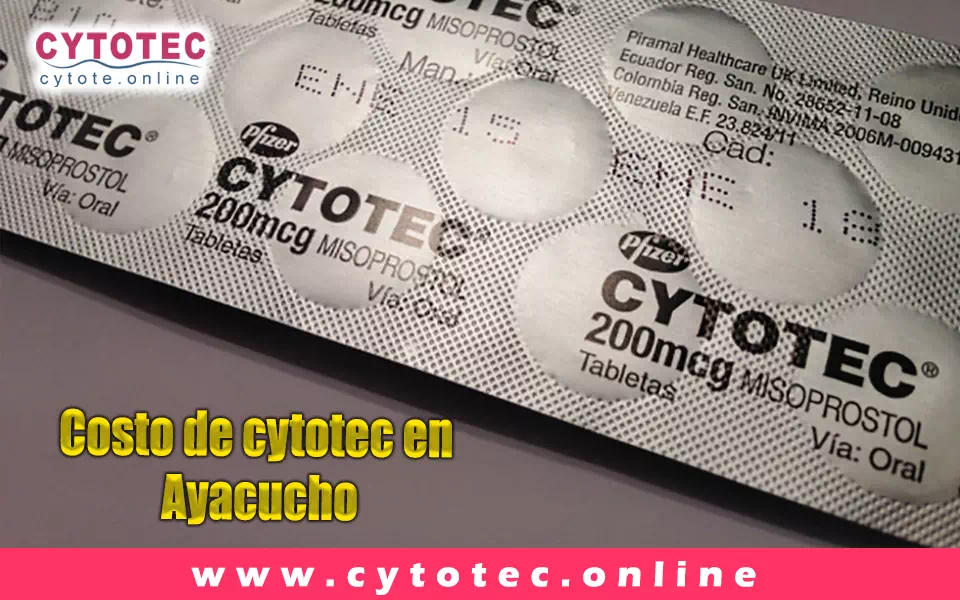 CYTOTEC
cytote.online
200mcg MISOPROSTOL
Tabletas
Vía: Oral
Man.:
ENE 15
Piramal Healthcare UK Limited, Reino Unido
Ecuador Reg. San. No. 28652-11-08
Colombia Reg. San. INVIMA 2006M-009431
Venezuela E.F. 23.824/11
Cad:
ENE 18
CYTOTEC®
MISOPROSTOL
Vía: Oral
Pfizer
CYTOTEC®
200mcg MISOPROSTOL
Tabletas
Vía: Oral
Pfizer
CYTOTEC®
200mcg MISOPROSTOL
Tabletas
Vía: Oral
Costo de cytotec en
Ayacucho
www.cytotec.online